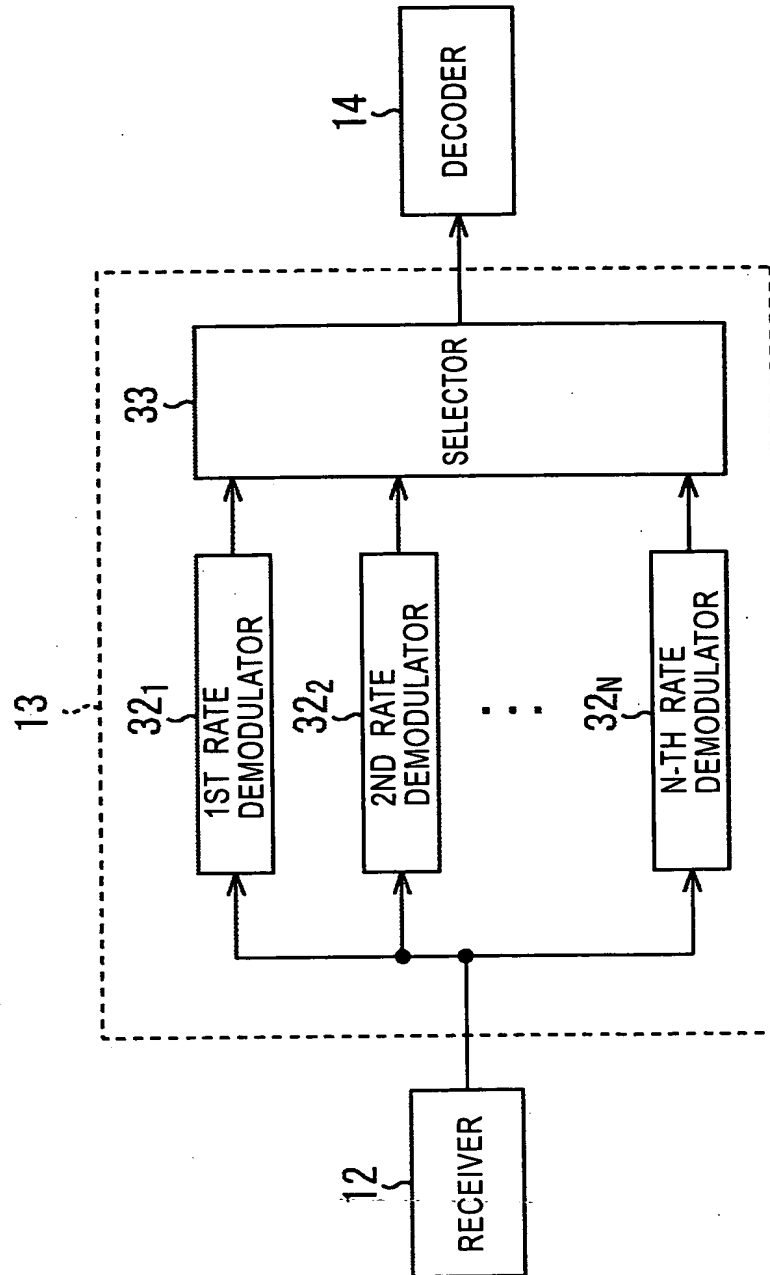 13
12
RECEIVER
32₁
1ST RATE
DEMODULATOR
32₂
2ND RATE
DEMODULATOR
...
32N
N-TH RATE
DEMODULATOR
33
SELECTOR
14
DECODER